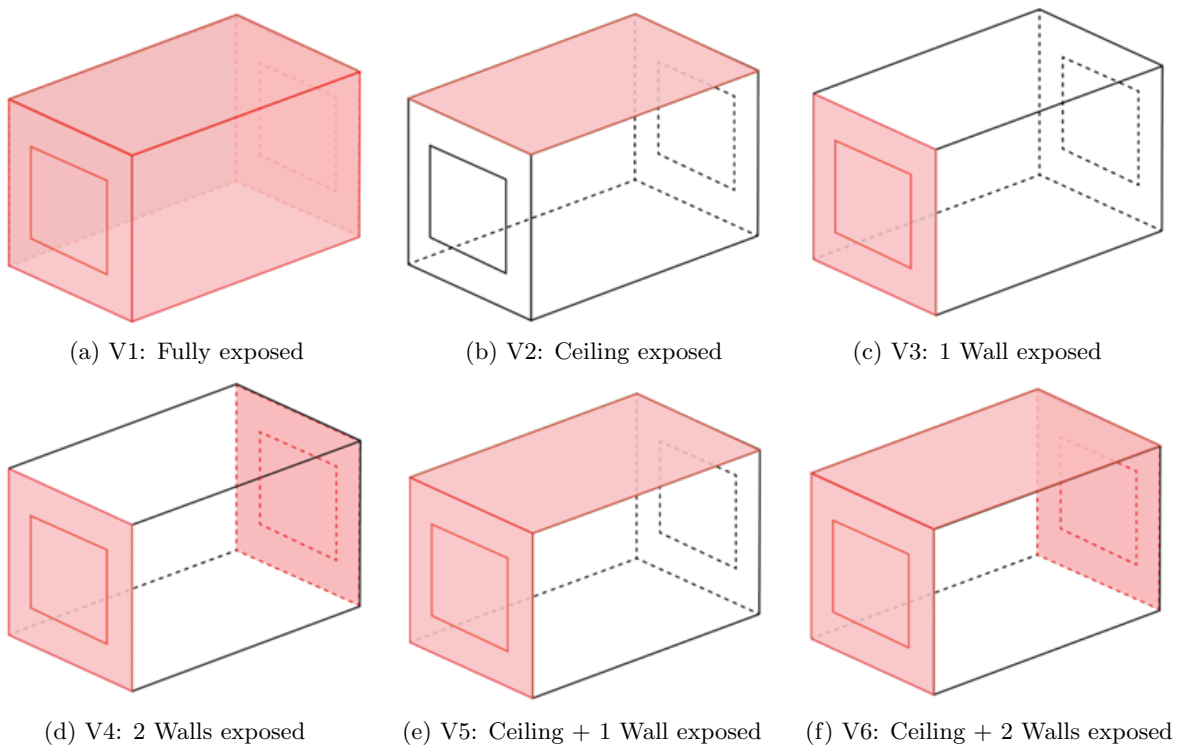 (a) V1: Fully exposed
(b) V2: Ceiling exposed
(c) V3: 1 Wall exposed
(d) V4: 2 Walls exposed
(e) V5: Ceiling + 1 Wall exposed
(f) V6: Ceiling + 2 Walls exposed